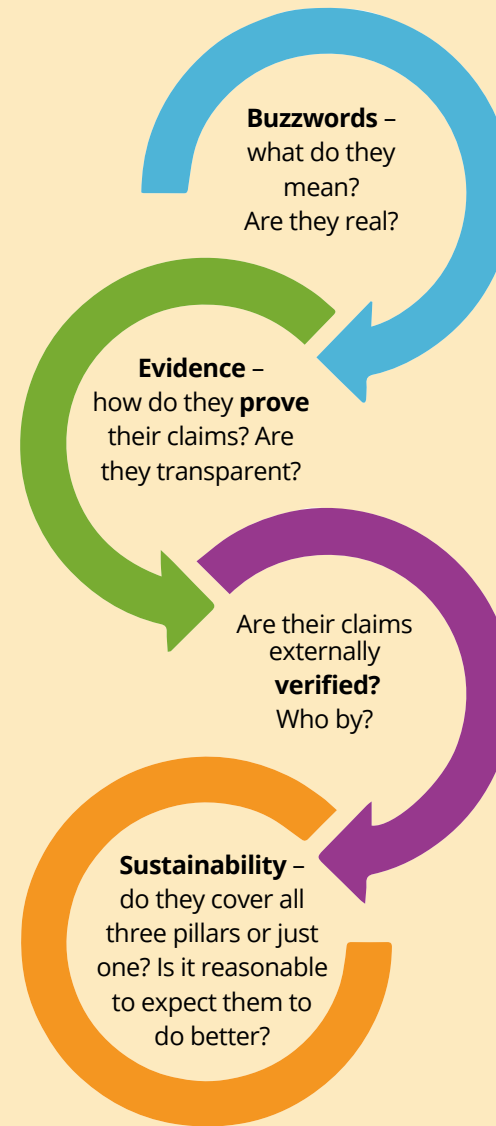 Buzzwords –
what do they
mean?
Are they real?
Evidence –
how do they prove
their claims? Are
they transparent?
Are their claims
externally
verified?
Who by?
Sustainability –
do they cover all
three pillars or just
one? Is it reasonable
to expect them to
do better?